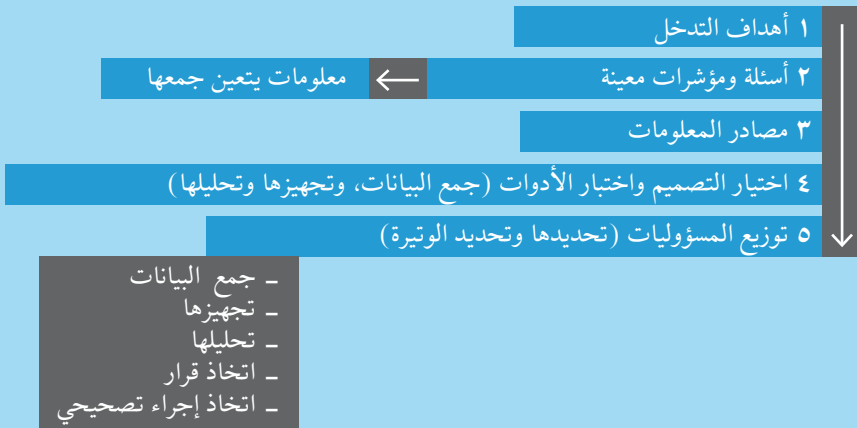 ١ أهداف التدخل
٢ أسئلة ومؤشرات معينة
معلومات يتعين جمعها
٣ مصادر المعلومات
٤ اختيار التصميم واختبار الأدوات (جمع البيانات، وتجهيزها وتحليلها)
٥ توزيع المسؤوليات (تحديدها وتحديد الوتيرة)
ـ جمع البيانات
ـ تجهيزها
ـ تحليلها
ـ اتخاذ قرار
ـ اتخاذ إجراء تصحيحي